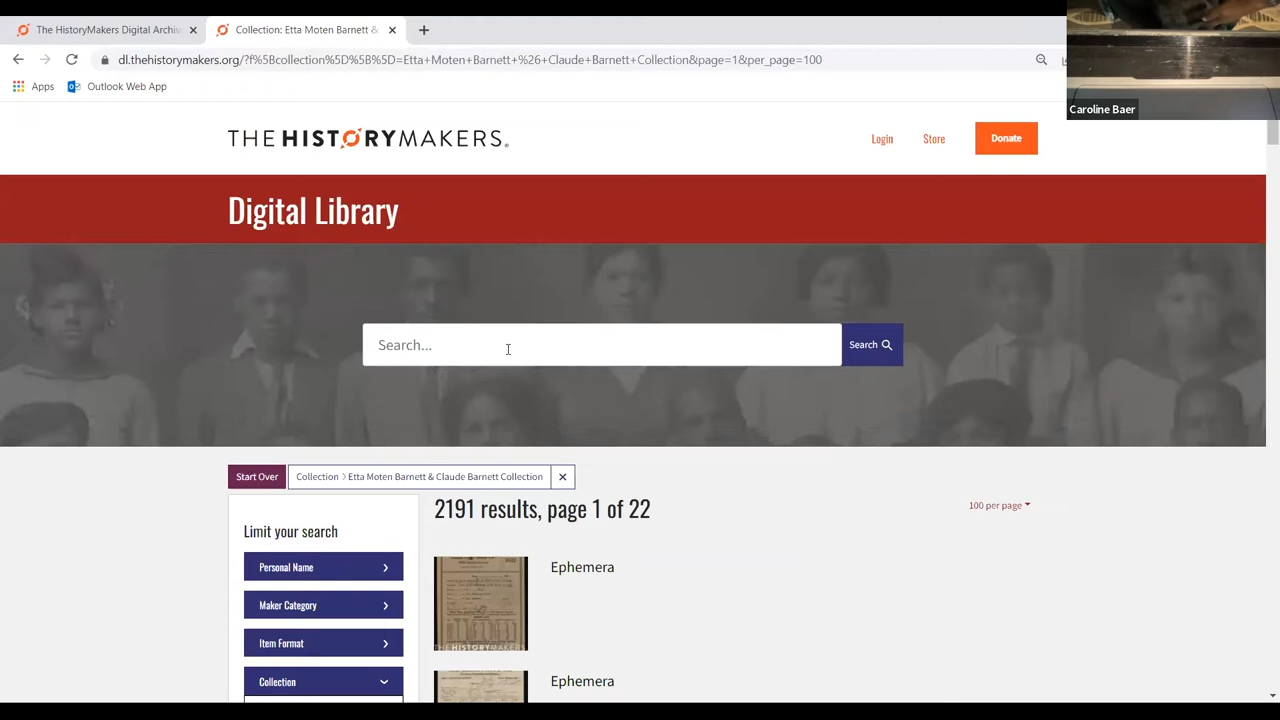 The HistoryMakers Digital Archiv
Collection: Etta Moten Barnett &
dl.thehistorymakers.org/?f%5Bcollection%5D%5B%5D=Etta+Moten+Barnett+%26+Claude+Barnett+Collection&page=1&per_page=100
Apps
Outlook Web App
Caroline Baer
THE HISTORYMAKERS®
Login
Store
Donate
Digital Library
Search...
Search
Start Over
Collection > Etta Moten Barnett & Claude Barnett Collection
2191 results, page 1 of 22
100 per page
Limit your search
Personal Name
Maker Category
Item Format
Collection
Ephemera
THE HISTORYMAKERS
Ephemera